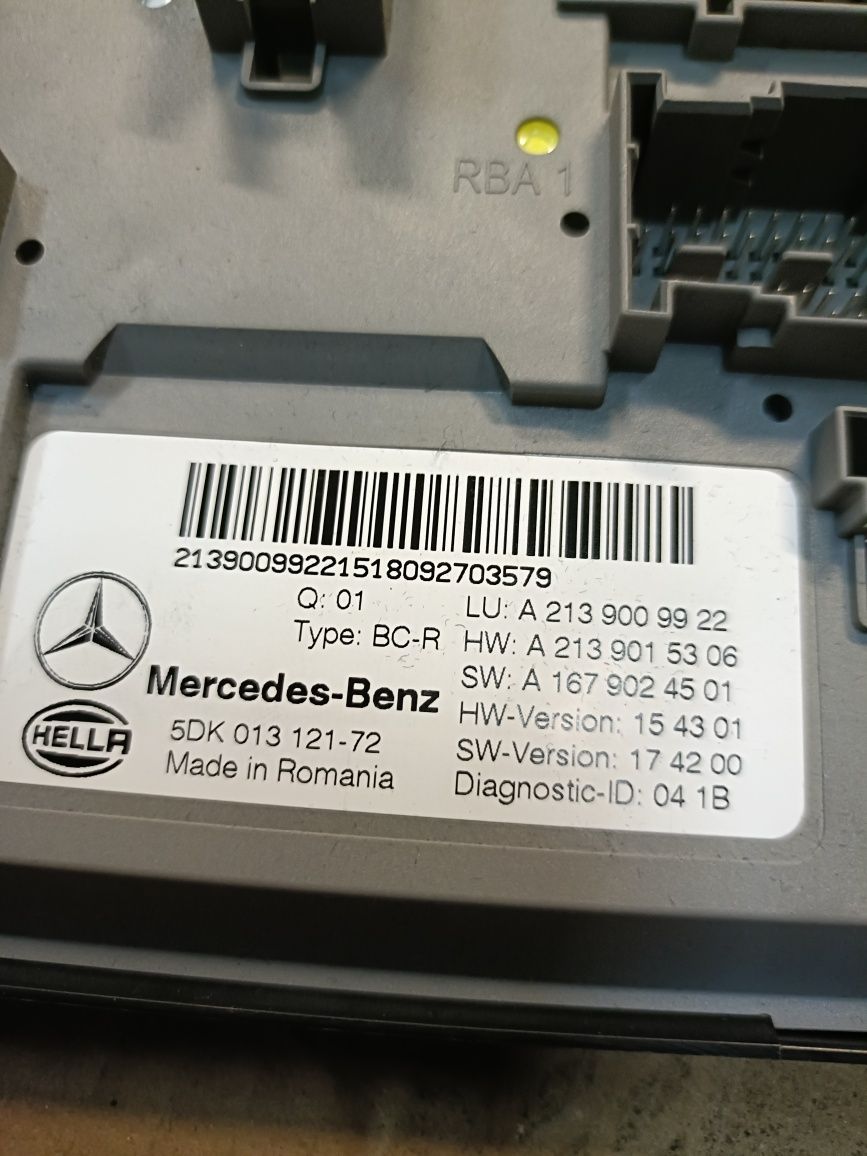 RBA 1
21390099221518092703579
Q: 01
LU: A 213 900 99 22
Type: BC-R
HW: A 213 901 53 06
Mercedes-Benz
SW: A 167 902 45 01
HELLA
5DK 013 121-72
HW-Version: 15 43 01
Made in Romania
SW-Version: 17 42 00
Diagnostic-ID: 04 1B